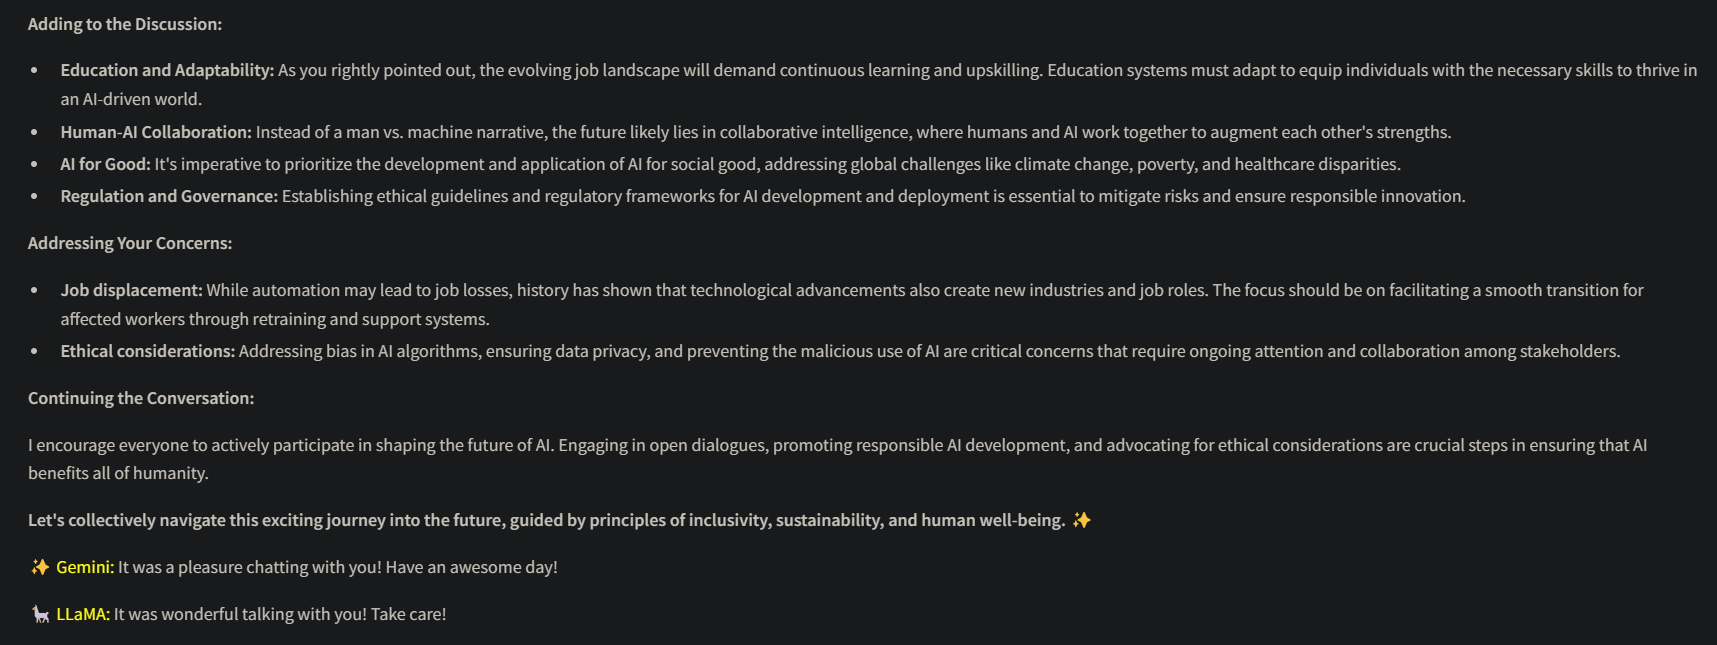 Adding to the Discussion:
• Education and Adaptability: As you rightly pointed out, the evolving job landscape will demand continuous learning and upskilling. Education systems must adapt to equip individuals with the necessary skills to thrive in
an AI-driven world.
• Human-AI Collaboration: Instead of a man vs. machine narrative, the future likely lies in collaborative intelligence, where humans and AI work together to augment each other's strengths.
• AI for Good: It's imperative to prioritize the development and application of AI for social good, addressing global challenges like climate change, poverty, and healthcare disparities.
• Regulation and Governance: Establishing ethical guidelines and regulatory frameworks for AI development and deployment is essential to mitigate risks and ensure responsible innovation.
Addressing Your Concerns:
• Job displacement: While automation may lead to job losses, history has shown that technological advancements also create new industries and job roles. The focus should be on facilitating a smooth transition for
affected workers through retraining and support systems.
• Ethical considerations: Addressing bias in AI algorithms, ensuring data privacy, and preventing the malicious use of AI are critical concerns that require ongoing attention and collaboration among stakeholders.
Continuing the Conversation:
I encourage everyone to actively participate in shaping the future of AI. Engaging in open dialogues, promoting responsible AI development, and advocating for ethical considerations are crucial steps in ensuring that AI
benefits all of humanity.
Let's collectively navigate this exciting journey into the future, guided by principles of inclusivity, sustainability, and human well-being. ✨
✨ Gemini: It was a pleasure chatting with you! Have an awesome day!
🦙 LLaMA: It was wonderful talking with you! Take care!